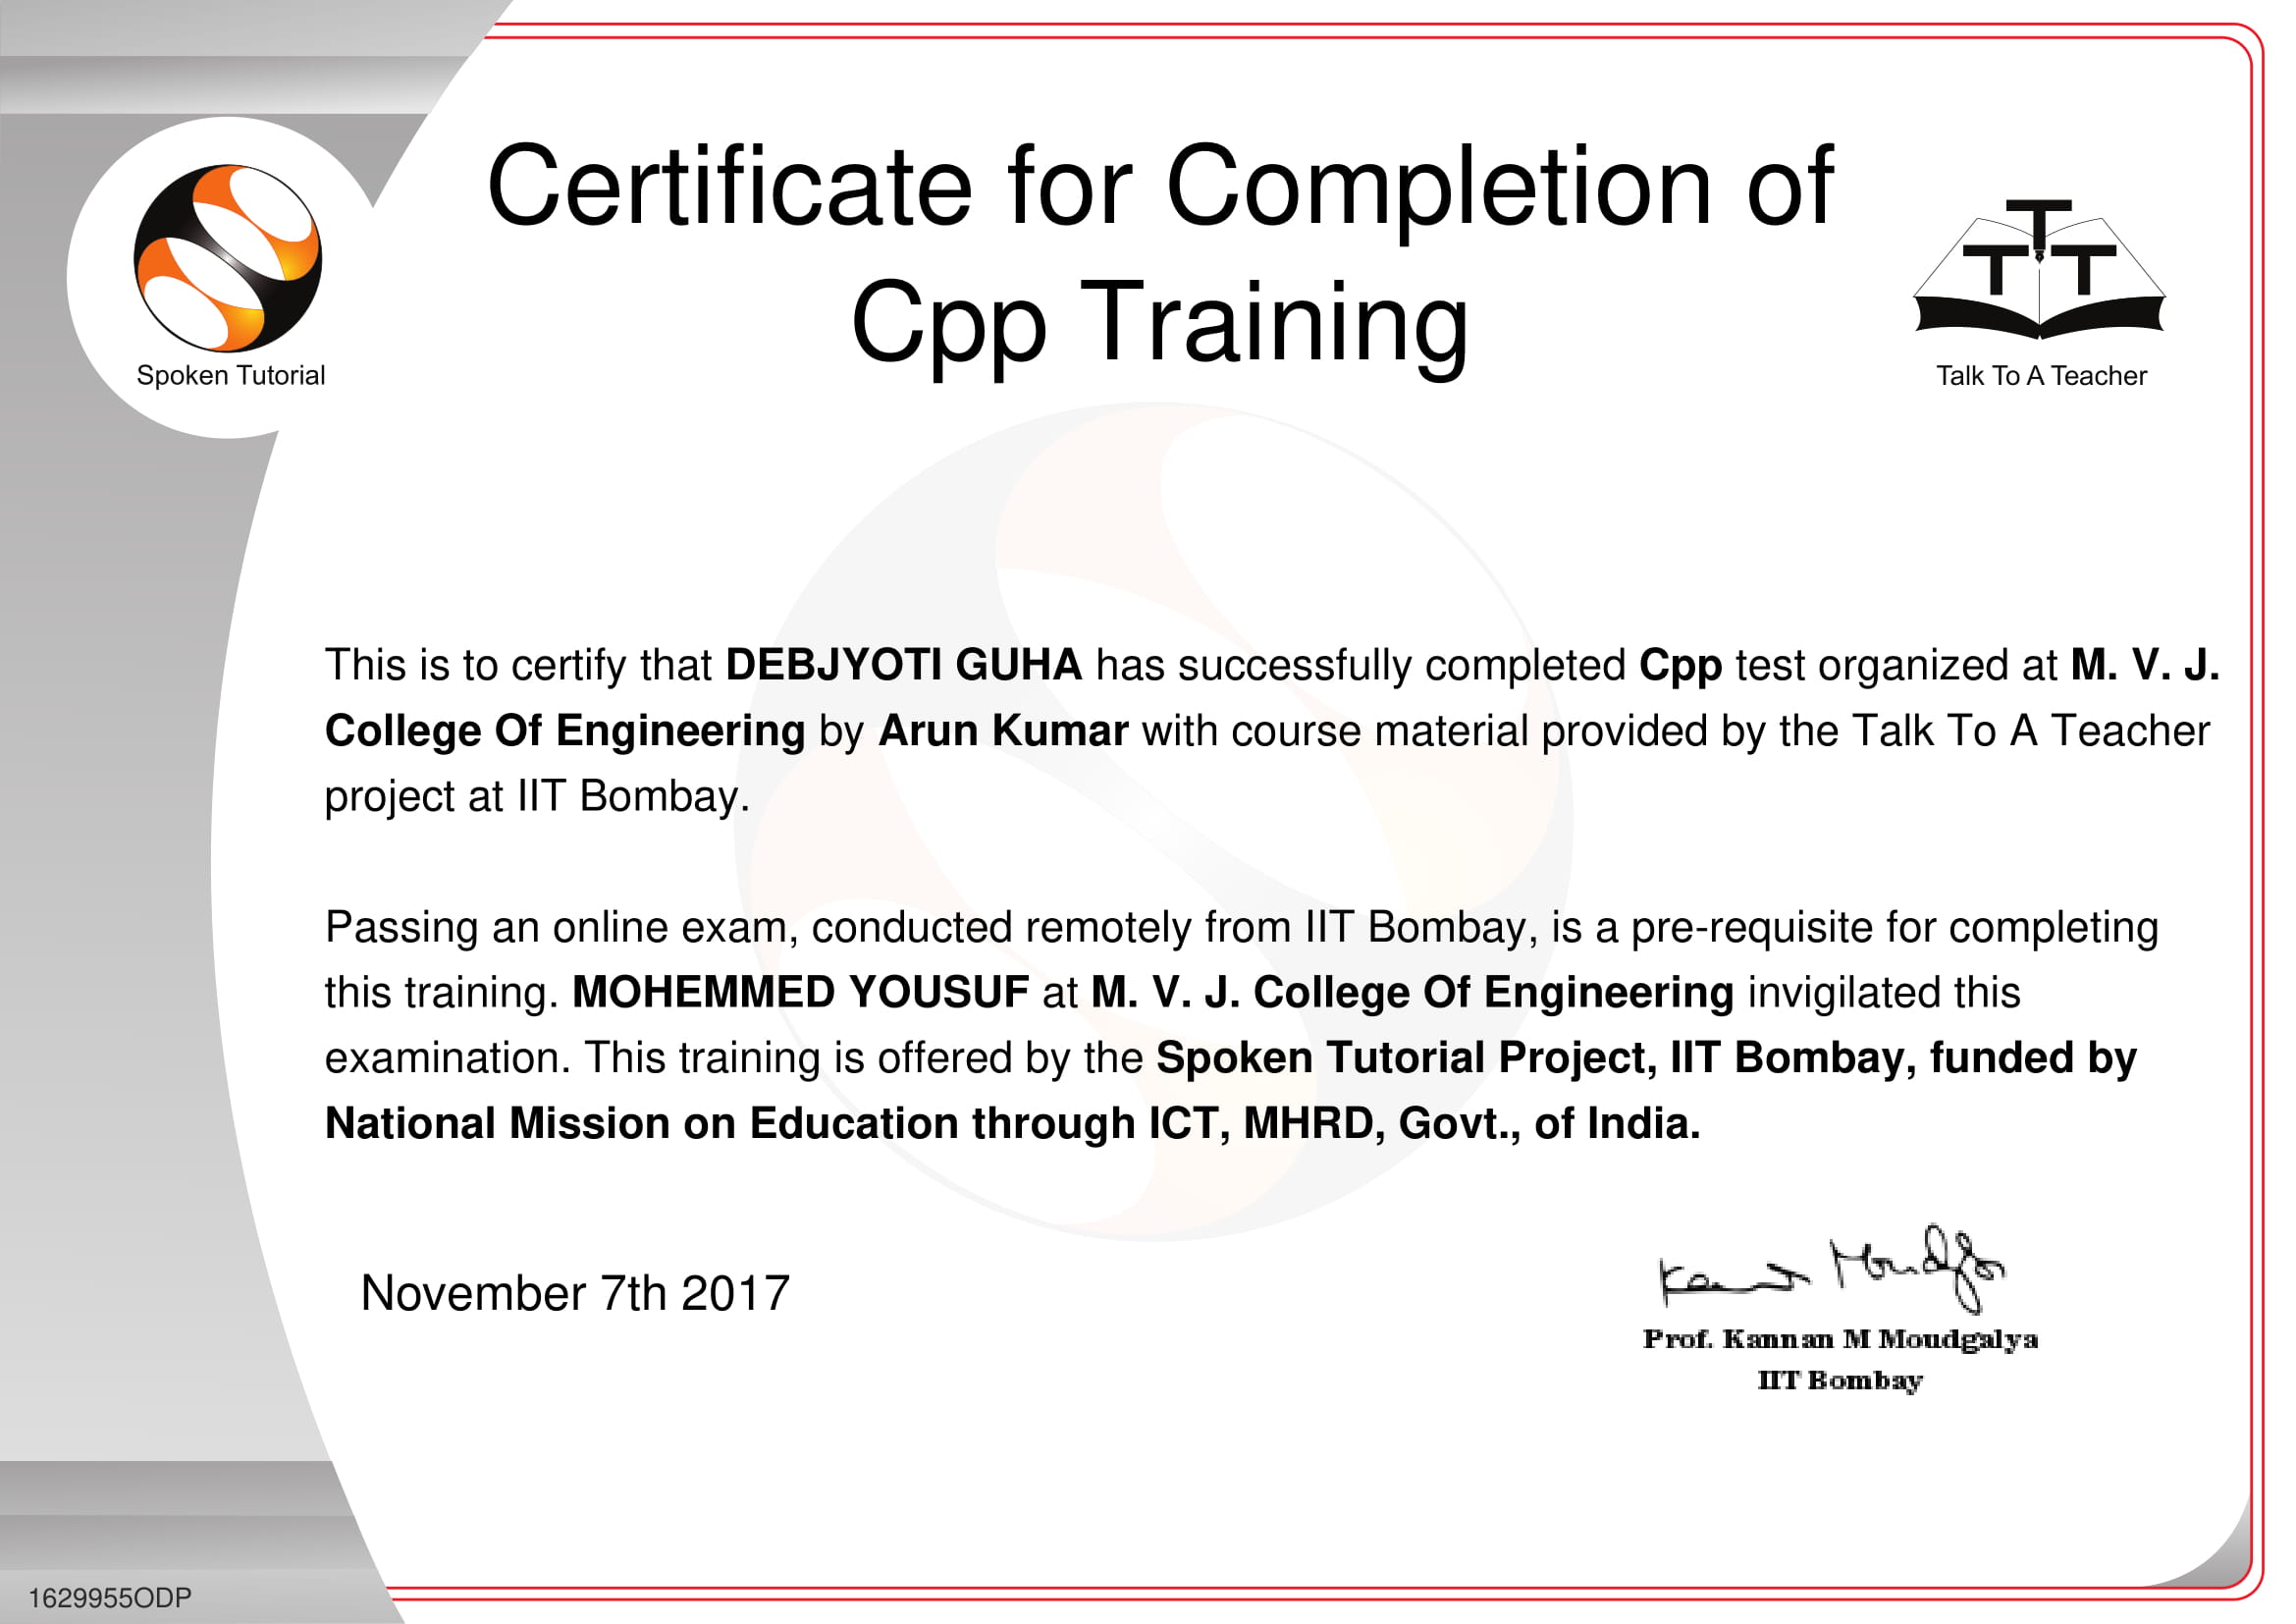 Certificate for Completion of
Cpp Training
Spoken Tutorial
TTT
Talk To A Teacher
This is to certify that DEBJYOTI GUHA has successfully completed Cpp test organized at M. V. J.
College Of Engineering by Arun Kumar with course material provided by the Talk To A Teacher
project at IIT Bombay.
Passing an online exam, conducted remotely from IIT Bombay, is a pre-requisite for completing
this training. MOHEMMED YOUSUF at M. V. J. College Of Engineering invigilated this
examination. This training is offered by the Spoken Tutorial Project, IIT Bombay, funded by
National Mission on Education through ICT, MHRD, Govt., of India.
November 7th 2017
Kannan Moudgalya
Prof. Kannan M Moudgalya
IIT Bombay
1629955ODP